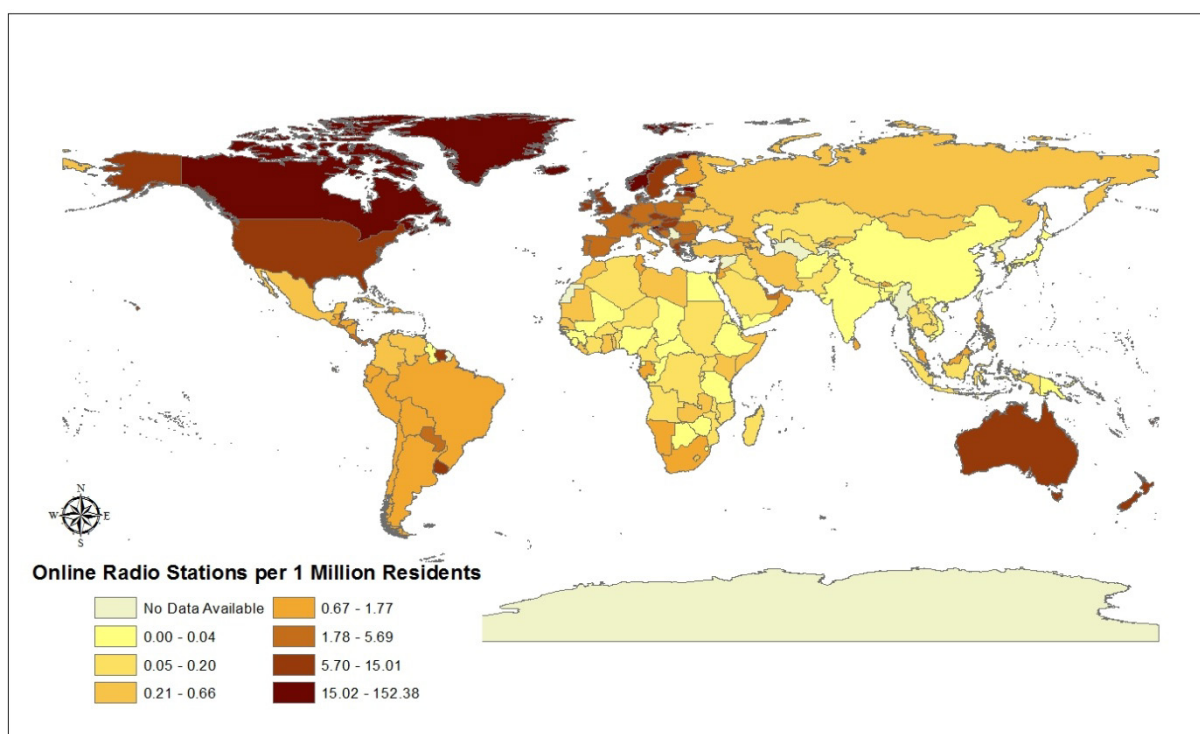 N
W E
S
Online Radio Stations per 1 Million Residents
No Data Available
0.00 - 0.04
0.05 - 0.20
0.21 - 0.66
0.67 - 1.77
1.78 - 5.69
5.70 - 15.01
15.02 - 152.38